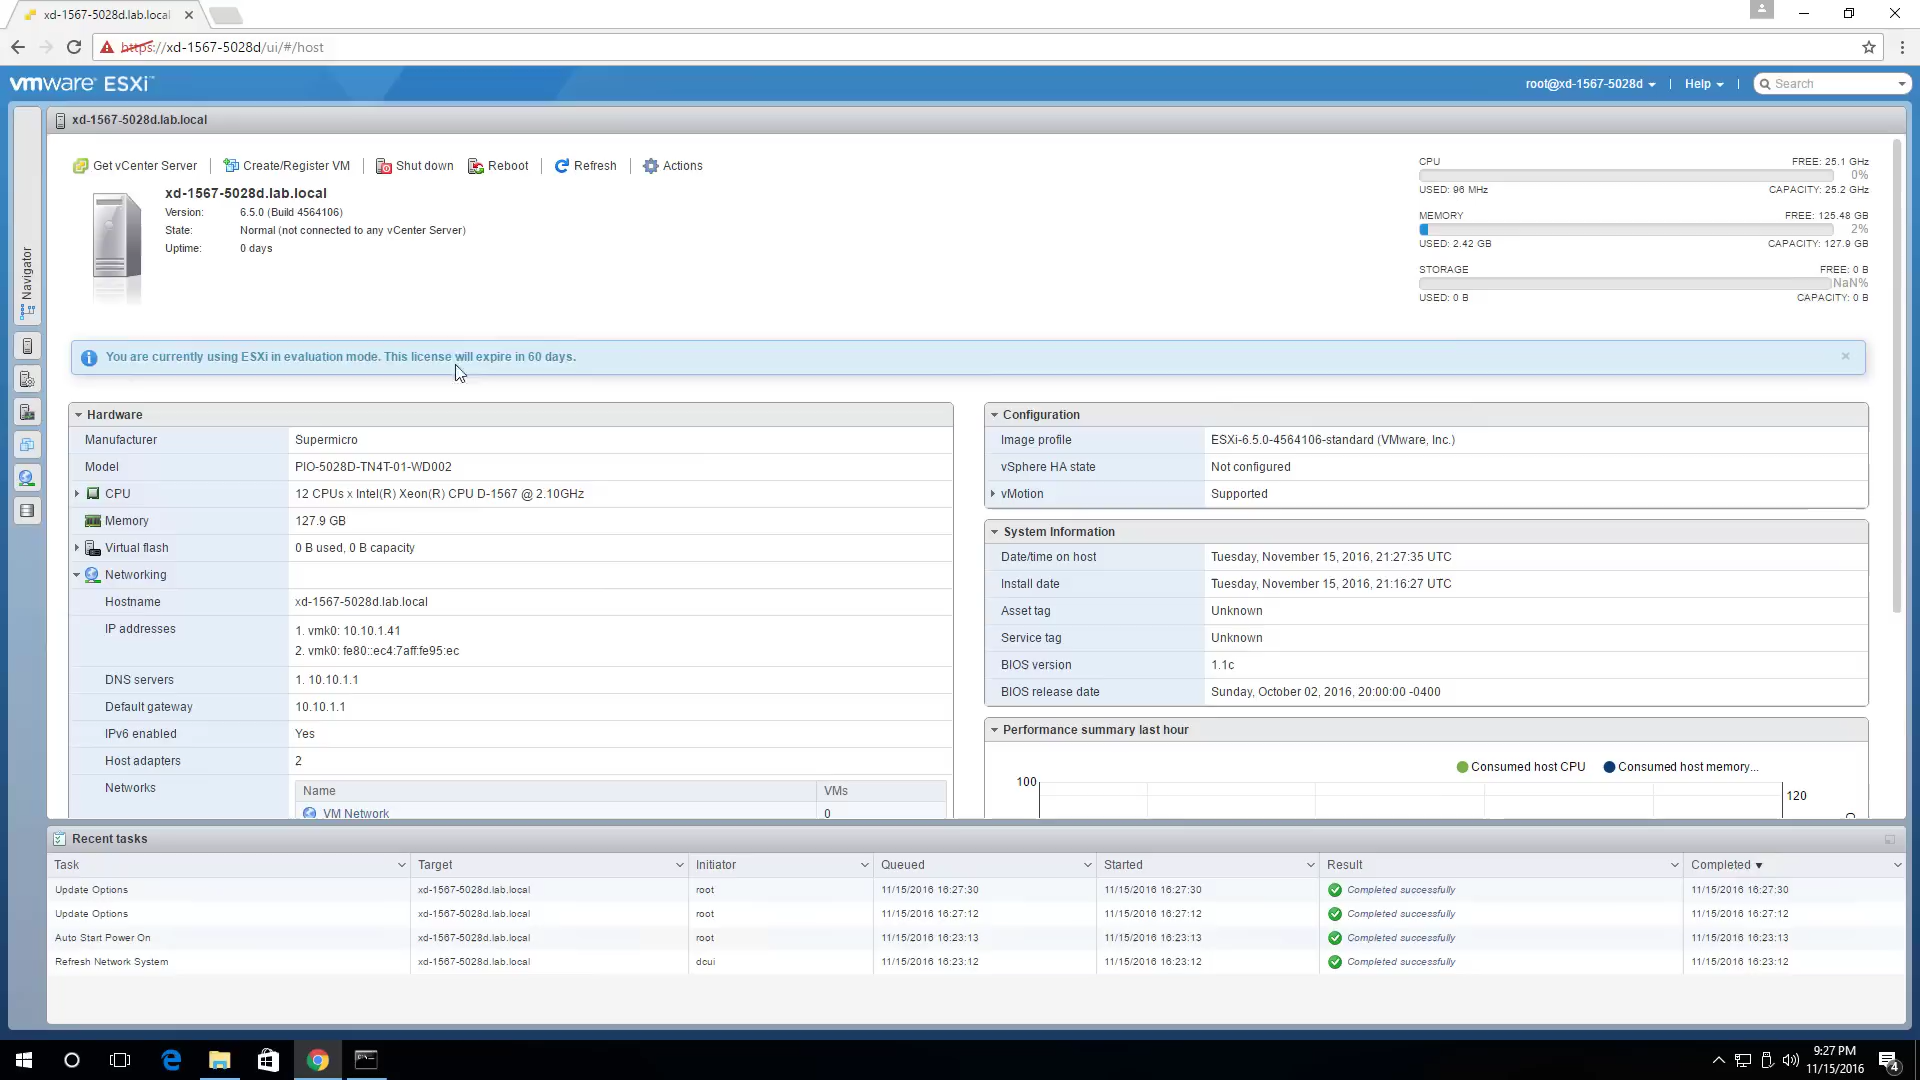 xd-1567-5028d.lab.local
https://xd-1567-5028d/ui/#/host
vmware ESXi™
root@xd-1567-5028d
Help
Search
xd-1567-5028d.lab.local
Get vCenter Server
Create/Register VM
Shut down
Reboot
Refresh
Actions
xd-1567-5028d.lab.local
Version: 6.5.0 (Build 4564106)
State: Normal (not connected to any vCenter Server)
Uptime: 0 days
CPU FREE: 25.1 GHz
0%
USED: 96 MHz CAPACITY: 25.2 GHz
MEMORY FREE: 125.48 GB
2%
USED: 2.42 GB CAPACITY: 127.9 GB
STORAGE FREE: 0 B
NaN%
USED: 0 B CAPACITY: 0 B
Navigator
You are currently using ESXi in evaluation mode. This license will expire in 60 days.
Hardware
Manufacturer Supermicro
Model PIO-5028D-TN4T-01-WD002
CPU 12 CPUs x Intel(R) Xeon(R) CPU D-1567 @ 2.10GHz
Memory 127.9 GB
Virtual flash 0 B used, 0 B capacity
Networking
Hostname xd-1567-5028d.lab.local
IP addresses 1. vmk0: 10.10.1.41
2. vmk0: fe80::ec4:7aff:fe95:ec
DNS servers 1. 10.10.1.1
Default gateway 10.10.1.1
IPv6 enabled Yes
Host adapters 2
Networks Name VMs
VM Network 0
Configuration
Image profile ESXi-6.5.0-4564106-standard (VMware, Inc.)
vSphere HA state Not configured
vMotion Supported
System Information
Date/time on host Tuesday, November 15, 2016, 21:27:35 UTC
Install date Tuesday, November 15, 2016, 21:16:27 UTC
Asset tag Unknown
Service tag Unknown
BIOS version 1.1c
BIOS release date Sunday, October 02, 2016, 20:00:00 -0400
Performance summary last hour
Consumed host CPU Consumed host memory...
100
120
Recent tasks
Task Target Initiator Queued Started Result Completed
Update Options xd-1567-5028d.lab.local root 11/15/2016 16:27:30 11/15/2016 16:27:30 Completed successfully 11/15/2016 16:27:30
Update Options xd-1567-5028d.lab.local root 11/15/2016 16:27:12 11/15/2016 16:27:12 Completed successfully 11/15/2016 16:27:12
Auto Start Power On xd-1567-5028d.lab.local root 11/15/2016 16:23:13 11/15/2016 16:23:13 Completed successfully 11/15/2016 16:23:13
Refresh Network System xd-1567-5028d.lab.local dcui 11/15/2016 16:23:12 11/15/2016 16:23:12 Completed successfully 11/15/2016 16:23:12
9:27 PM
11/15/2016
4